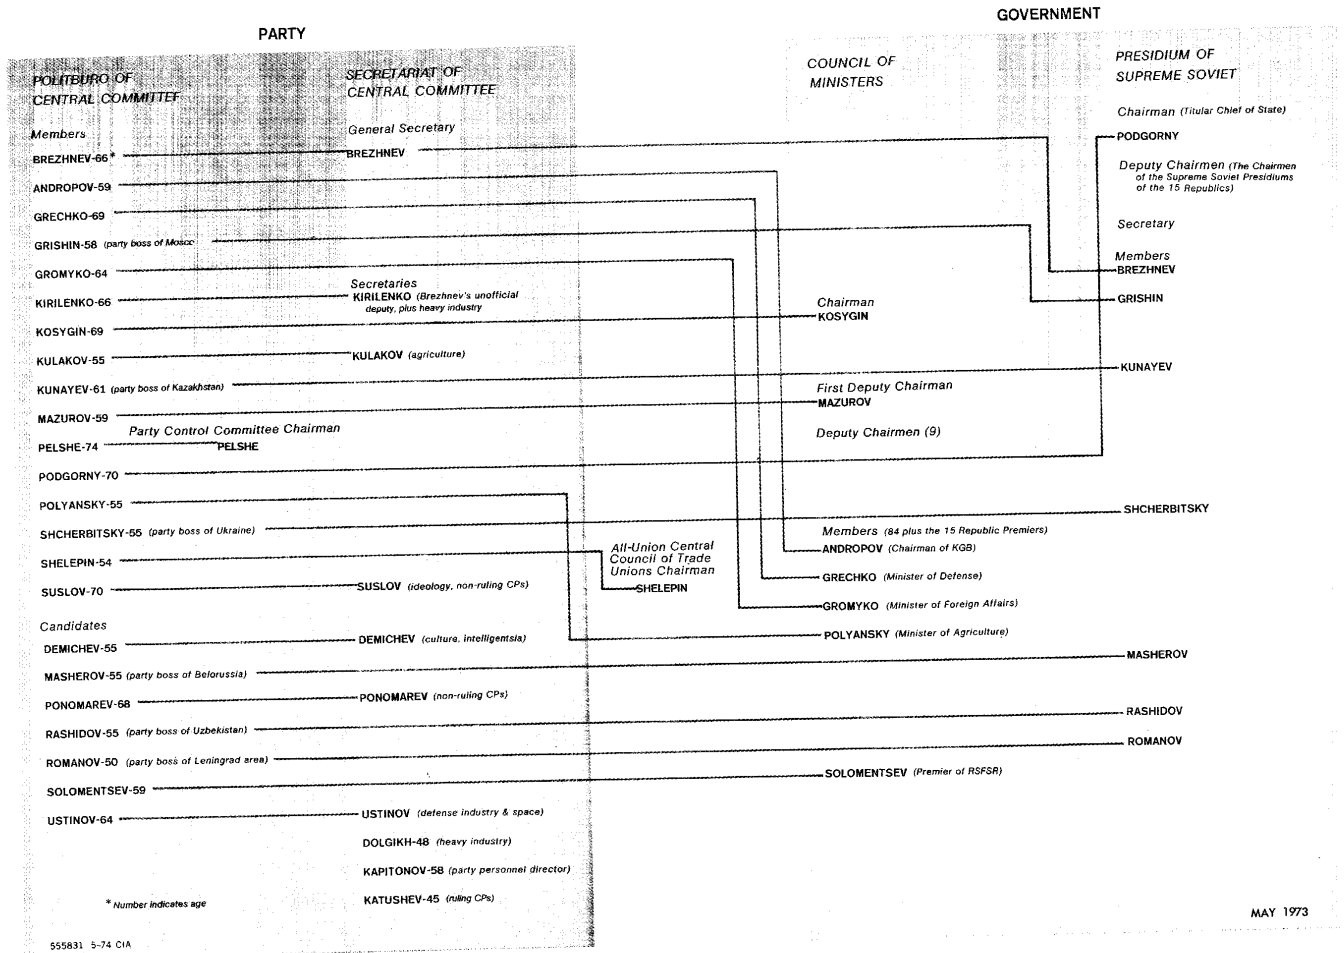 PARTY
GOVERNMENT
POLITBURO OF
CENTRAL COMMITTEE
Members
BREZHNEV-66*
ANDROPOV-59
GRECHKO-69
GRISHIN-58 (party boss of Mosco
GROMYKO-64
KIRILENKO-66
KOSYGIN-69
KULAKOV-55
KUNAYEV-61 (party boss of Kazakhstan)
MAZUROV-59
PELSHE-74
PODGORNY-70
POLYANSKY-55
SHCHERBITSKY-55 (party boss of Ukraine)
SHELEPIN-54
SUSLOV-70
Candidates
DEMICHEV-55
MASHEROV-55 (party boss of Belorussia)
PONOMAREV-68
RASHIDOV-55 (party boss of Uzbekistan)
ROMANOV-50 (party boss of Leningrad area)
SOLOMENTSEV-59
USTINOV-64
* Number indicates age
555831 5-74 CIA
SECRETARIAT OF
CENTRAL COMMITTEE
General Secretary
BREZHNEV
Secretaries
KIRILENKO (Brezhnev's unofficial
deputy, plus heavy industry
KULAKOV (agriculture)
Party Control Committee Chairman
PELSHE
All-Union Central
Council of Trade
Unions Chairman
SHELEPIN
SUSLOV (ideology, non-ruling CPs)
DEMICHEV (culture, intelligentsia)
PONOMAREV (non-ruling CPs)
USTINOV (defense industry & space)
DOLGIKH-48 (heavy industry)
KAPITONOV-58 (party personnel director)
KATUSHEV-45 (ruling CPs)
COUNCIL OF
MINISTERS
Chairman
KOSYGIN
First Deputy Chairman
MAZUROV
Deputy Chairmen (9)
Members (84 plus the 15 Republic Premiers)
ANDROPOV (Chairman of KGB)
GRECHKO (Minister of Defense)
GROMYKO (Minister of Foreign Affairs)
POLYANSKY (Minister of Agriculture)
SOLOMENTSEV (Premier of RSFSR)
PRESIDIUM OF
SUPREME SOVIET
Chairman (Titular Chief of State)
PODGORNY
Deputy Chairmen (The Chairmen
of the Supreme Soviet Presidiums
of the 15 Republics)
Secretary
Members
BREZHNEV
GRISHIN
KUNAYEV
SHCHERBITSKY
MASHEROV
RASHIDOV
ROMANOV
MAY 1973